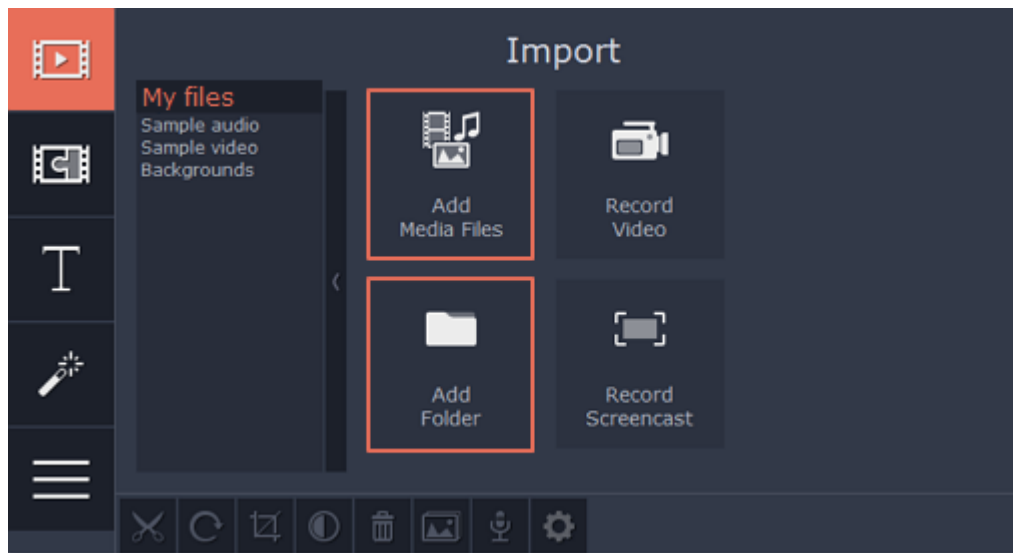 Import
My files
Sample audio
Sample video
Backgrounds
Add
Media Files
Record
Video
Add
Folder
Record
Screencast